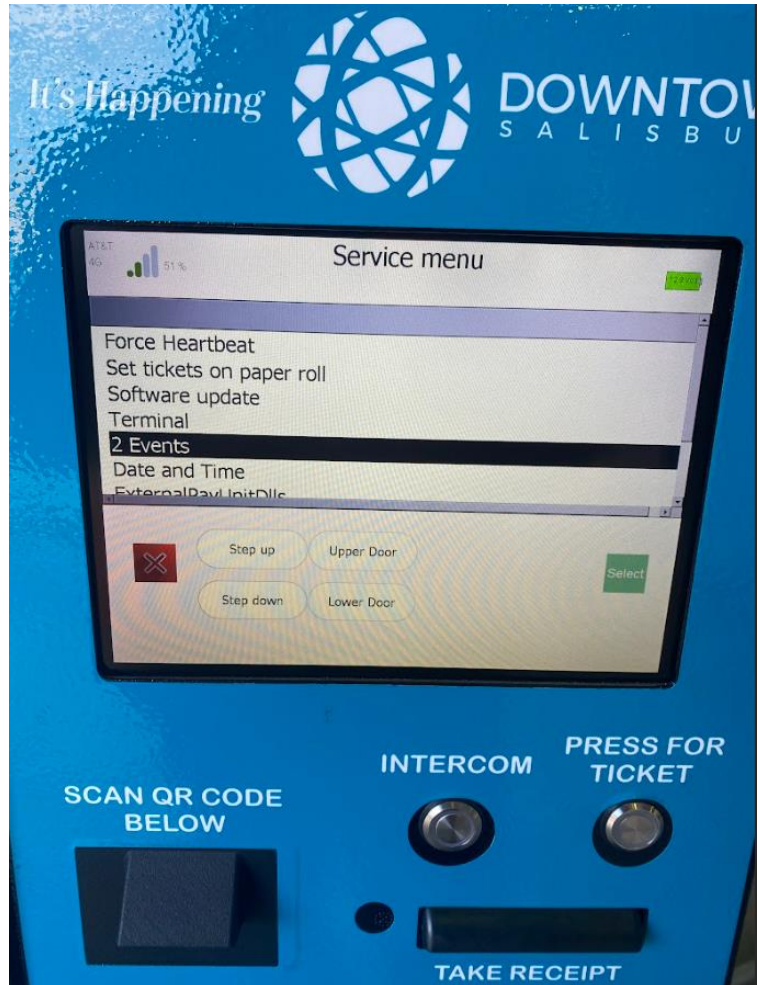 It's Happening
DOWNTOW
SALISBU
AT&T
4G
51 %
Service menu
Force Heartbeat
Set tickets on paper roll
Software update
Terminal
2 Events
Date and Time
ExternalPayUnitDlls
Step up
Upper Door
Select
Step down
Lower Door
INTERCOM
PRESS FOR
TICKET
SCAN QR CODE
BELOW
TAKE RECEIPT